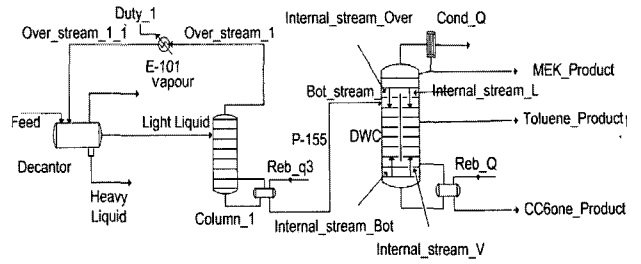 Internal_stream_Over
Cond_Q
Duty_1
Over_stream_1_1
Over_stream_1
E-101
vapour
MEK_Product
Bot_stream_
Internal_stream_L
Feed
Light Liquid
P-155
DWC
Toluene_Product
Decantor
Reb_q3
Reb_Q
Heavy
Liquid
Column_1
Internal_stream_Bot
CC6one_Product
Internal_stream_V